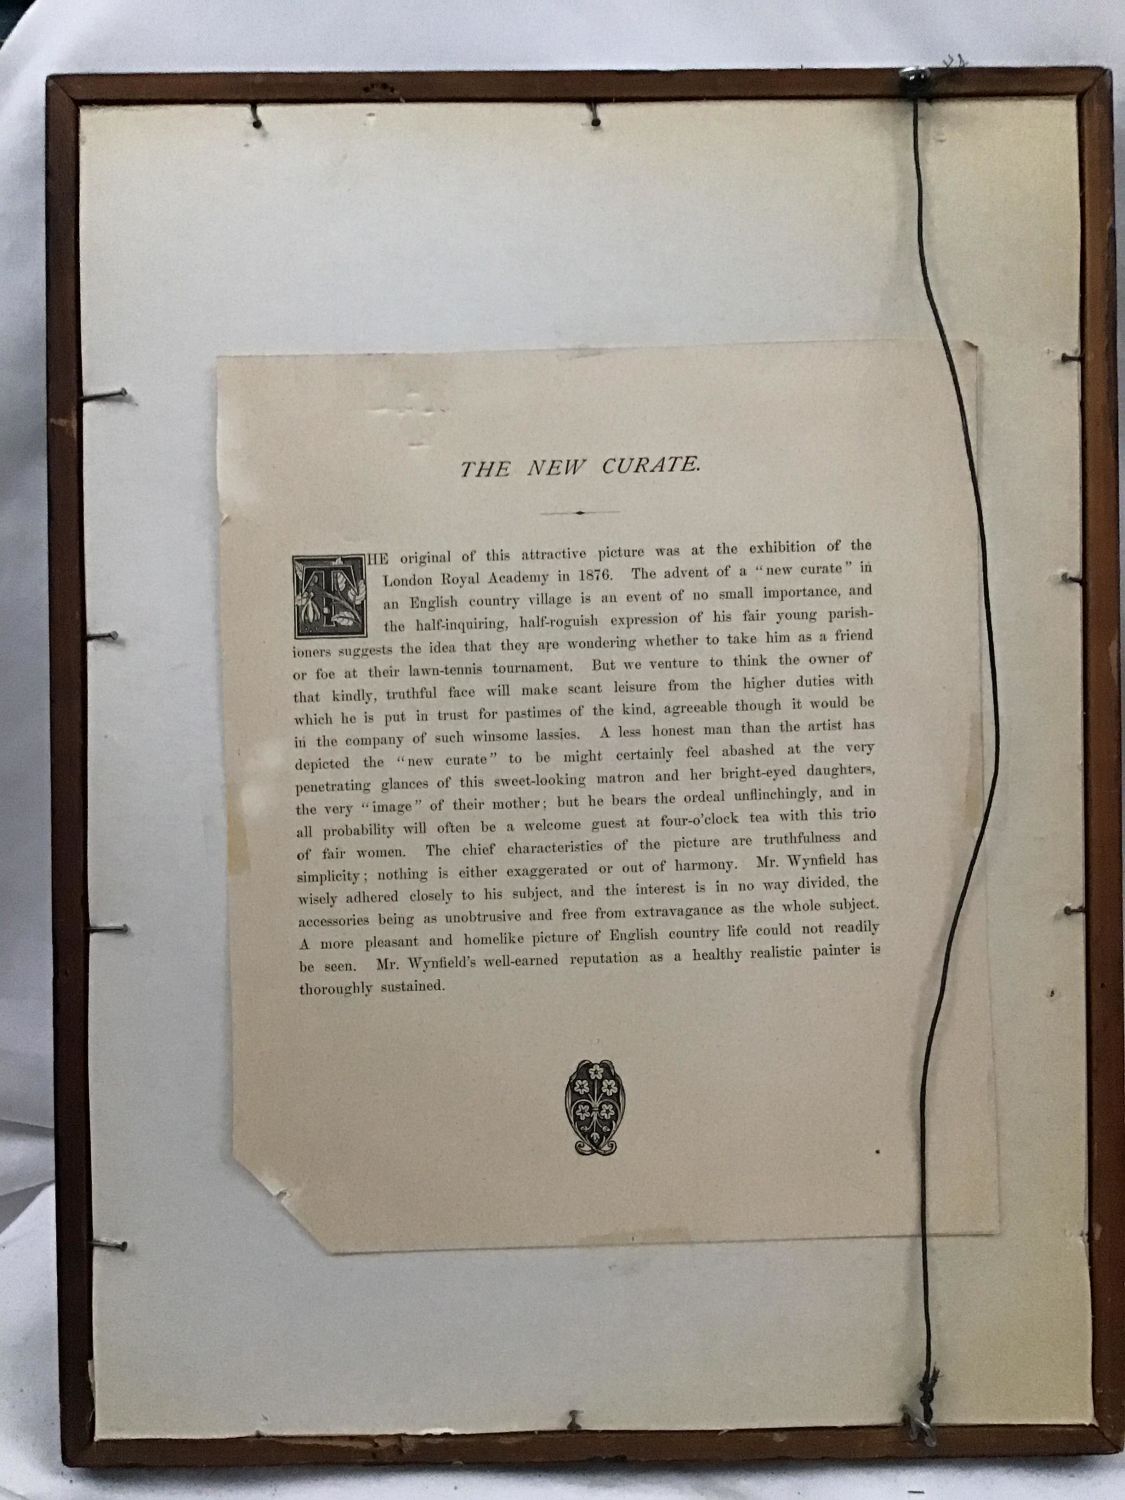 THE NEW CURATE.
THE original of this attractive picture was at the exhibition of the
London Royal Academy in 1876. The advent of a “new curate” in
an English country village is an event of no small importance, and
the half-inquiring, half-roguish expression of his fair young parish-
ioners suggests the idea that they are wondering whether to take him as a friend
or foe at their lawn-tennis tournament. But we venture to think the owner of
that kindly, truthful face will make scant leisure from the higher duties with
which he is put in trust for pastimes of the kind, agreeable though it would be
in the company of such winsome lassies. A less honest man than the artist has
depicted the “new curate” to be might certainly feel abashed at the very
penetrating glances of this sweet-looking matron and her bright-eyed daughters,
the very “image” of their mother; but he bears the ordeal unflinchingly, and in
all probability will often be a welcome guest at four-o’clock tea with this trio
of fair women. The chief characteristics of the picture are truthfulness and
simplicity; nothing is either exaggerated or out of harmony. Mr. Wynfield has
wisely adhered closely to his subject, and the interest is in no way divided, the
accessories being as unobtrusive and free from extravagance as the whole subject.
A more pleasant and homelike picture of English country life could not readily
be seen. Mr. Wynfield’s well-earned reputation as a healthy realistic painter is
thoroughly sustained.